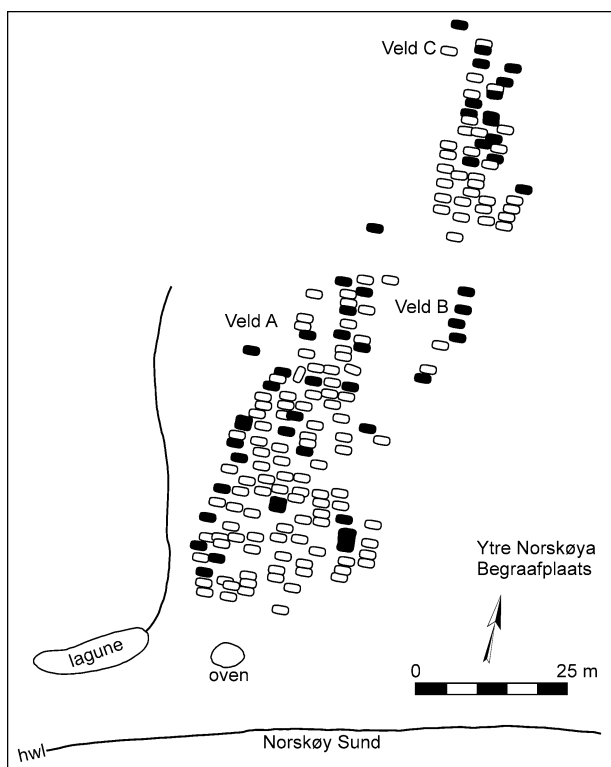 Veld C
Veld A
Veld B
Ytre Norskøya
Begraafplaats
lagune
oven
0 25 m
Norskøy Sund
hwl